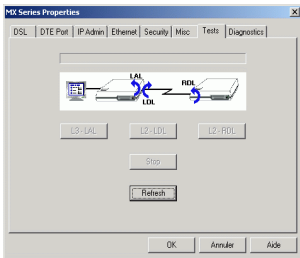 MX Series Properties
DSL DTE Port IP Admin Ethernet Security Misc Tests Diagnostics
LAL
RDL
LDL
L3-LAL L2-LDL L2-RDL
Stop
Refresh
OK Annuler Aide